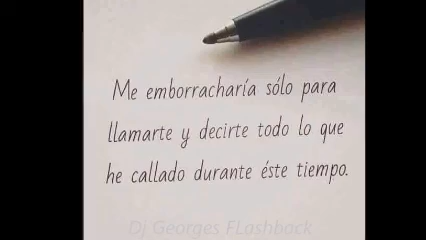 Me emborracharía sólo para
llamarte y decirte todo lo que
he callado durante éste tiempo.
Dj Georges FLashback